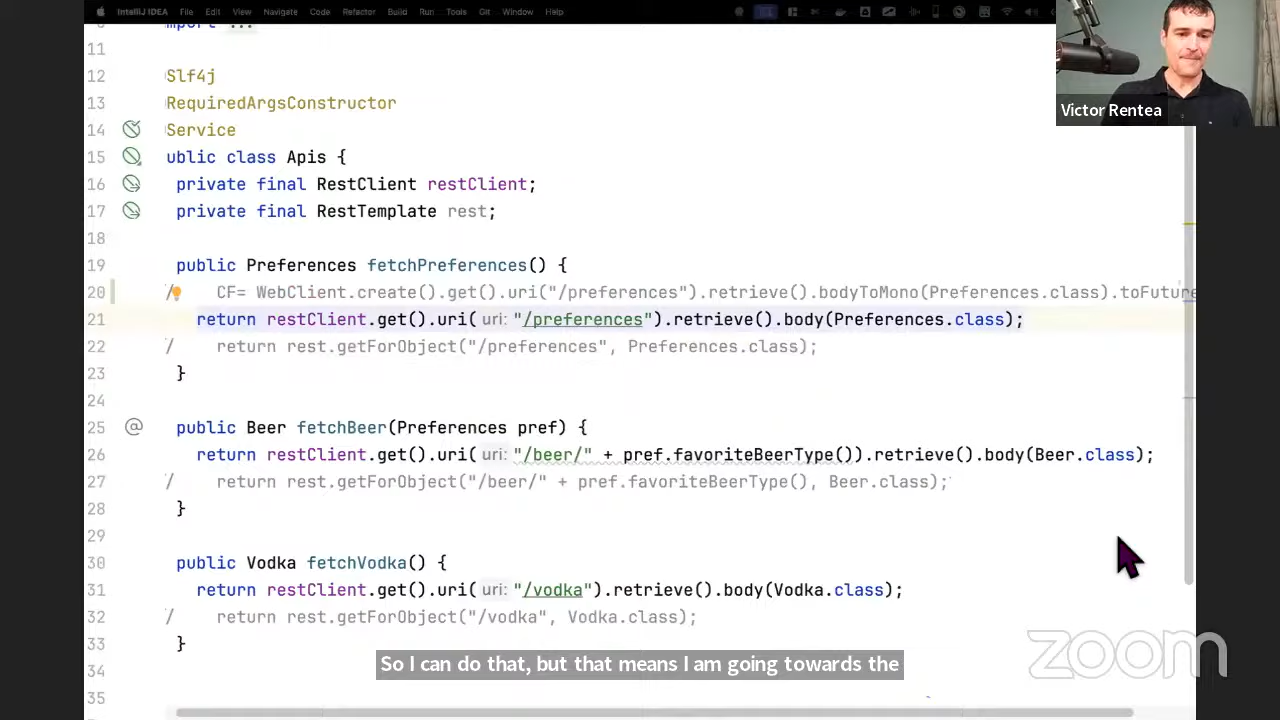 IntelliJ IDEA File Edit View Navigate Code Refactor Build Run Tools Git Window Help
import ...
11
12 Slf4j
13 RequiredArgsConstructor
14 Service
15 ublic class Apis {
16 private final RestClient restClient;
17 private final RestTemplate rest;
18
19 public Preferences fetchPreferences() {
20 / CF= WebClient.create().get().uri("/preferences").retrieve().bodyToMono(Preferences.class).toFuture
21 return restClient.get().uri( uri: "/preferences").retrieve().body(Preferences.class);
22 / return rest.getForObject("/preferences", Preferences.class);
23 }
24
25 public Beer fetchBeer(Preferences pref) {
26 return restClient.get().uri( uri: "/beer/" + pref.favoriteBeerType()).retrieve().body(Beer.class);
27 / return rest.getForObject("/beer/" + pref.favoriteBeerType(), Beer.class);
28 }
29
30 public Vodka fetchVodka() {
31 return restClient.get().uri( uri: "/vodka").retrieve().body(Vodka.class);
32 / return rest.getForObject("/vodka", Vodka.class);
33 }
34
35
Victor Rentea
zoom
So I can do that, but that means I am going towards the